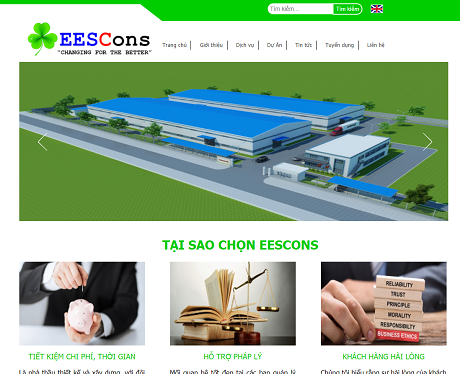 Tìm kiếm...
Tìm kiếm
EESCons
"CHANGING FOR THE BETTER"
Trang chủ
Giới thiệu
Dịch vụ
Dự Án
Tin tức
Tuyển dụng
Liên hệ
TẠI SAO CHỌN EESCONS
RELIABILITY
TRUST
PRINCIPLE
MORALITY
RESPONSIBILTY
BUSINESS ETHICS
TIẾT KIỆM CHI PHÍ, THỜI GIAN
HỖ TRỢ PHÁP LÝ
KHÁCH HÀNG HÀI LÒNG
Là nhà thầu thiết kế và xây dựng, với đội
Mối quan hệ tốt đẹp tại các ban quản lý
Chúng tôi hiểu rằng sự hài lòng của khách